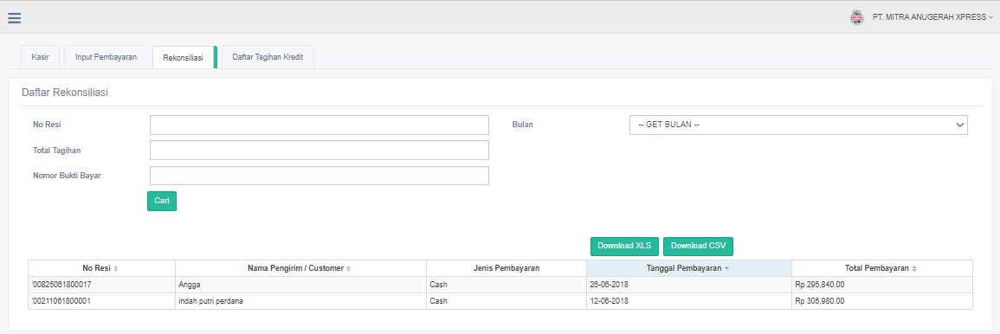 PT. MITRA ANUGERAH XPRESS
Kasir Input Pembayaran Rekonsiliasi Daftar Tagihan Kredit
Daftar Rekonsiliasi
No Resi Bulan -- GET BULAN --
Total Tagihan
Nomor Bukti Bayar
Cari
Download XLS Download CSV
No Resi Nama Pengirim / Customer Jenis Pembayaran Tanggal Pembayaran Total Pembayaran
'00825061800017 Angga Cash 26-06-2018 Rp 295,840.00
'00211061800001 indah putri perdana Cash 12-06-2018 Rp 305,980.00